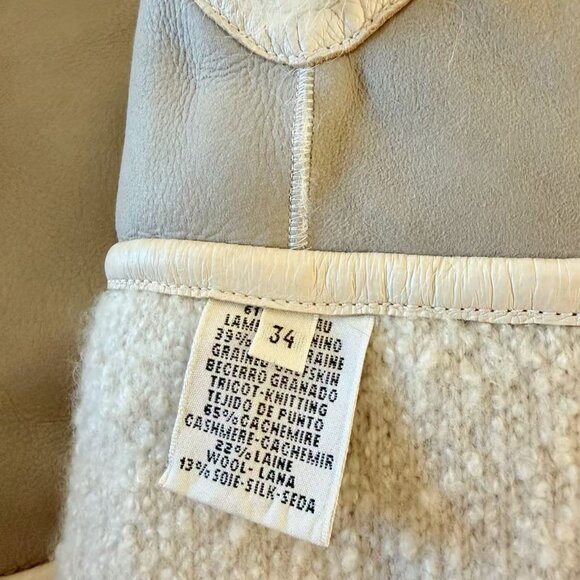 34
39%
GRAINED CALFSKIN
BECERRO GRANADO
TRICOT-KNITTING
TEJIDO DE PUNTO
65%CACHEMIRE
CASHMERE-CACHEMIR
22% LAINE
WOOL-LANA
13%SOIE-SILK-SEDA